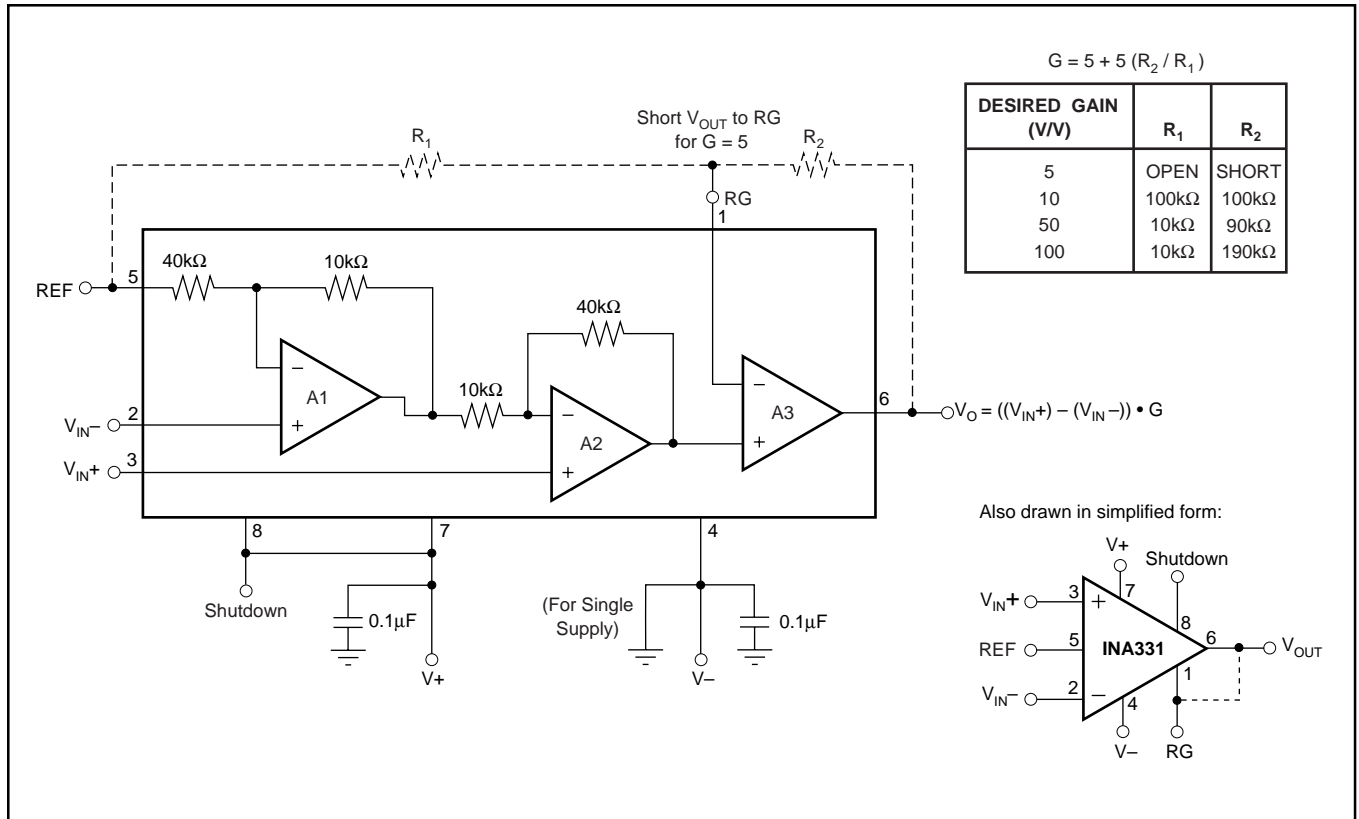 G = 5 + 5 (R2 / R1)
DESIRED GAIN (V/V) R1 R2
5 OPEN SHORT
10 100kΩ 100kΩ
50 10kΩ 90kΩ
100 10kΩ 190kΩ
Short VOUT to RG
for G = 5
R1
R2
RG
1
40kΩ
10kΩ
REF
5
40kΩ
A1
−
+
10kΩ
A2
−
+
A3
−
+
6
VO = ((VIN+) − (VIN−)) • G
VIN−
2
VIN+
3
8
7
4
Shutdown
0.1µF
V+
(For Single
Supply)
0.1µF
V−
Also drawn in simplified form:
V+
Shutdown
VIN+
3
+
7
8
REF
5
INA331
6
VOUT
VIN−
2
−
4
1
V−
RG